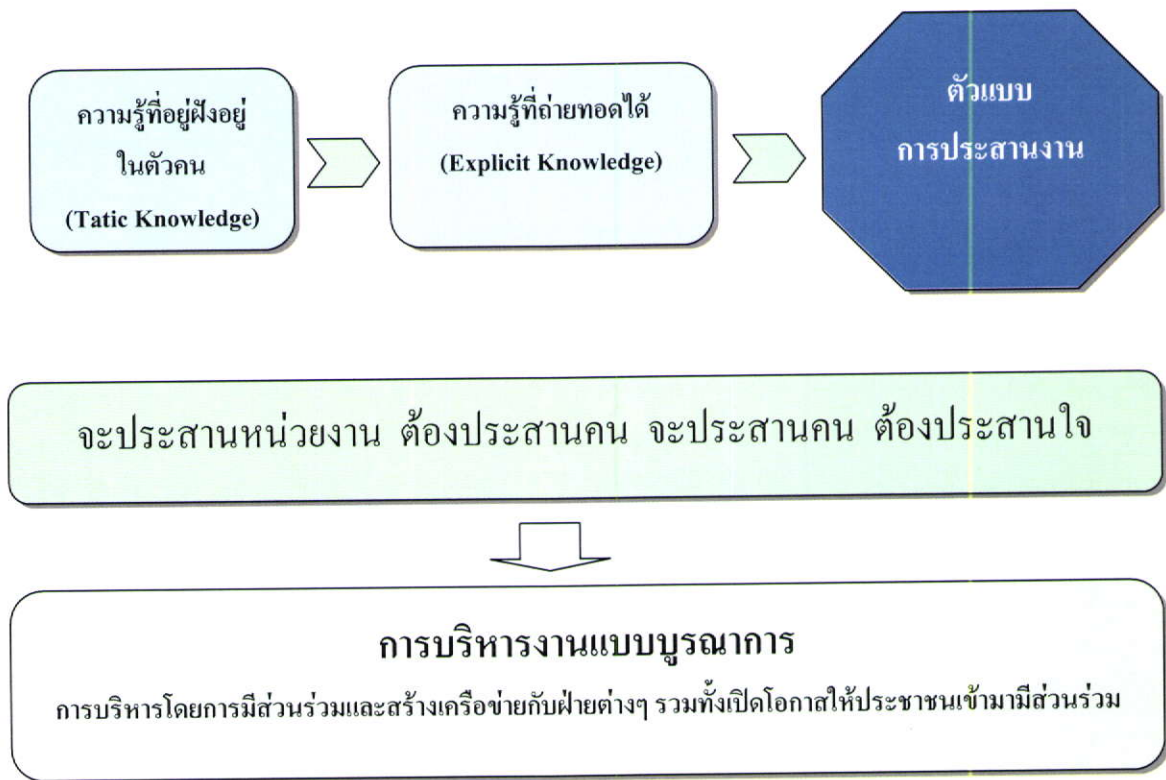 ความรู้ที่อยู่ฝังอยู่
ในตัวคน
(Tatic Knowledge)
ความรู้ที่ถ่ายทอดได้
(Explicit Knowledge)
ตัวแบบ
การประสานงาน
จะประสานหน่วยงาน ต้องประสานคน จะประสานคน ต้องประสานใจ
การบริหารงานแบบบูรณาการ
การบริหารโดยการมีส่วนร่วมและสร้างเครือข่ายกับฝ่ายต่างๆ รวมทั้งเปิดโอกาสให้ประชาชนเข้ามามีส่วนร่วม